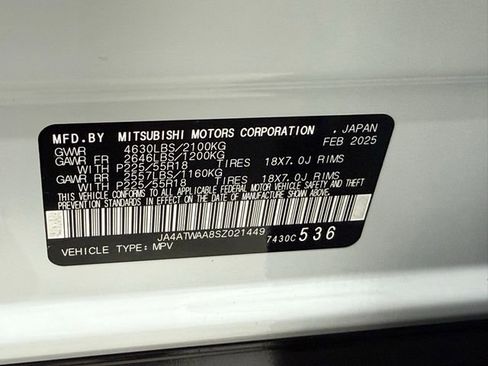 MFD.BY MITSUBISHI MOTORS CORPORATION , JAPAN
GVWR 4630LBS/2100KG FEB 2025
GAWR FR 2646LBS/1200KG
WITH P225/55R18 TIRES 18X7.0J RIMS
GAWR RR 2557LBS/1160KG
WITH P225/55R18 TIRES 18X7.0J RIMS
THIS VEHICLE CONFORMS TO ALL APPLICABLE FEDERAL MOTOR VEHICLE SAFETY AND THEFT
PREVENTION STANDARDS IN EFFECT ON THE DATE OF MANUFACTURE SHOWN ABOVE.
JA4ATWAA8SZ021449
VEHICLE TYPE: MPV 7430C 536